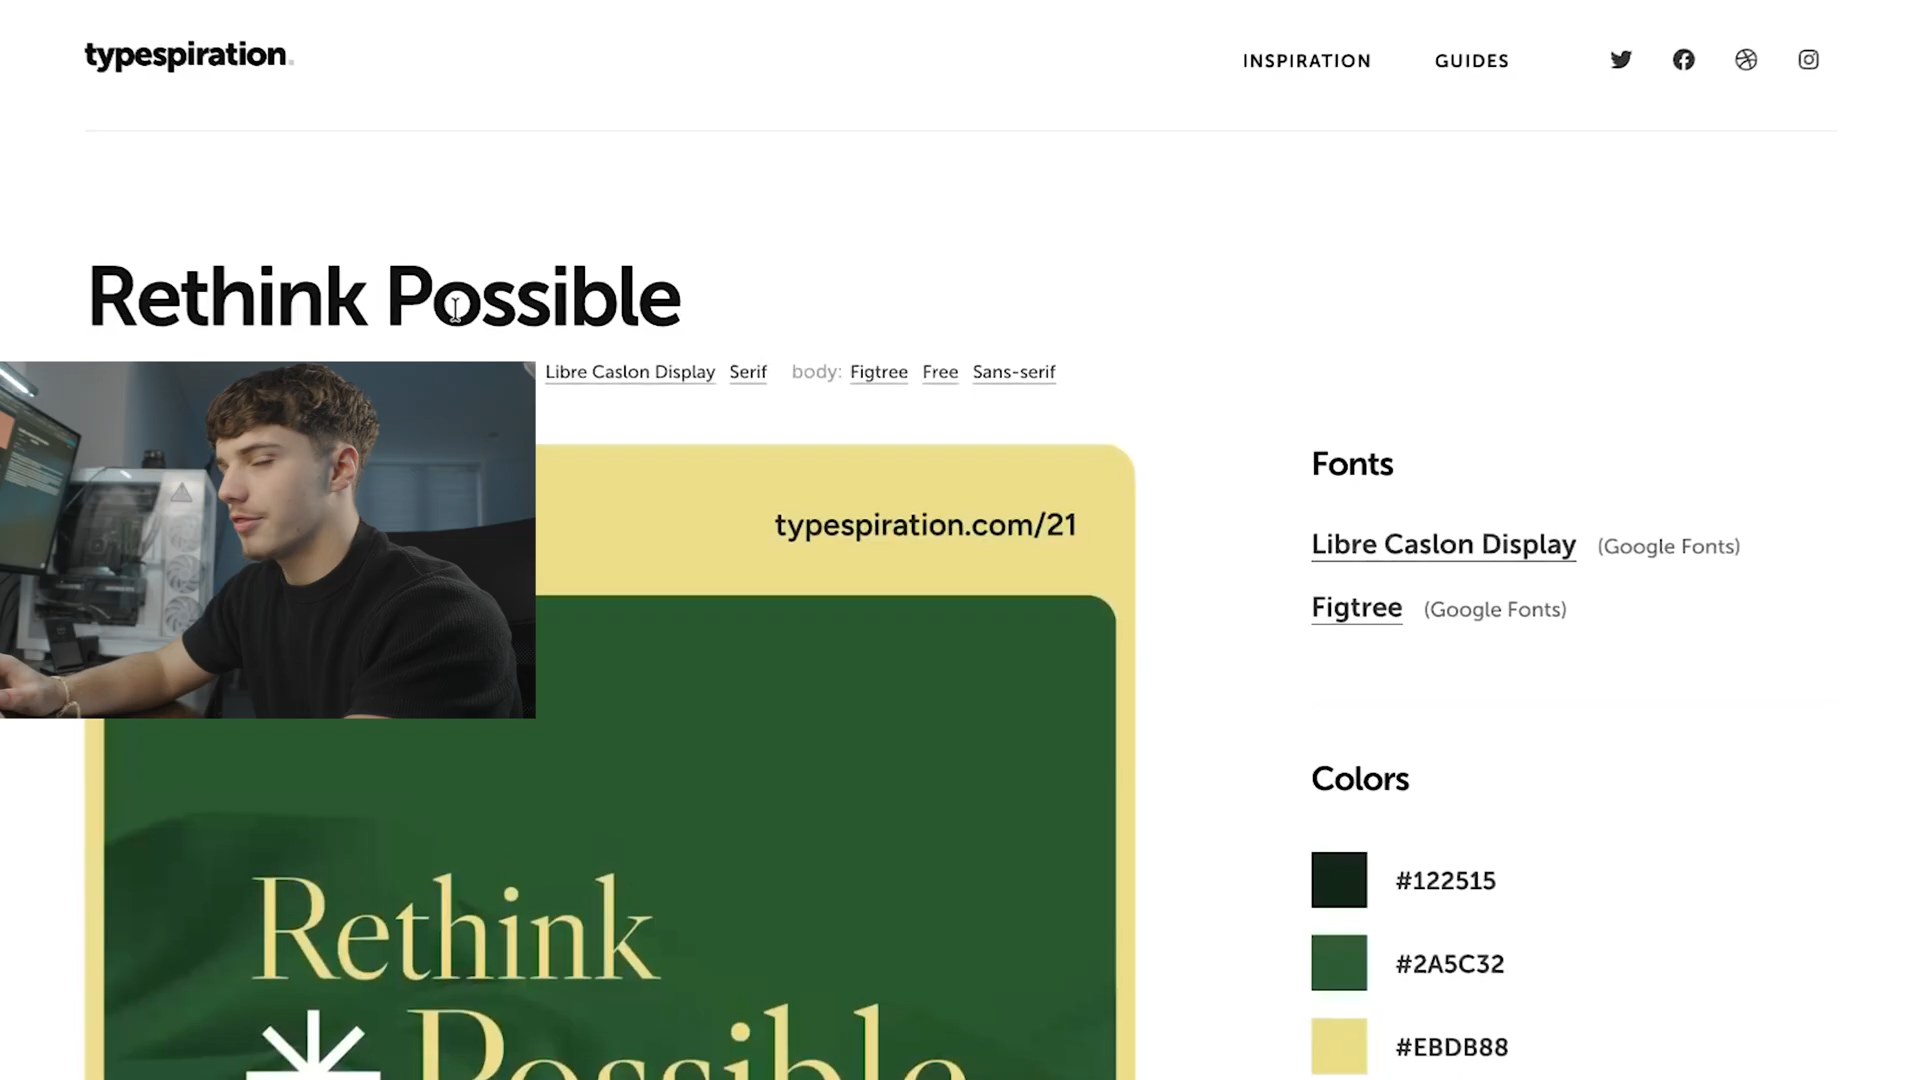 typespiration.
INSPIRATION GUIDES
Rethink Possible
Libre Caslon Display Serif body: Figtree Free Sans-serif
typespiration.com/21
Rethink
Possible
Fonts
Libre Caslon Display (Google Fonts)
Figtree (Google Fonts)
Colors
#122515
#2A5C32
#EBDB88